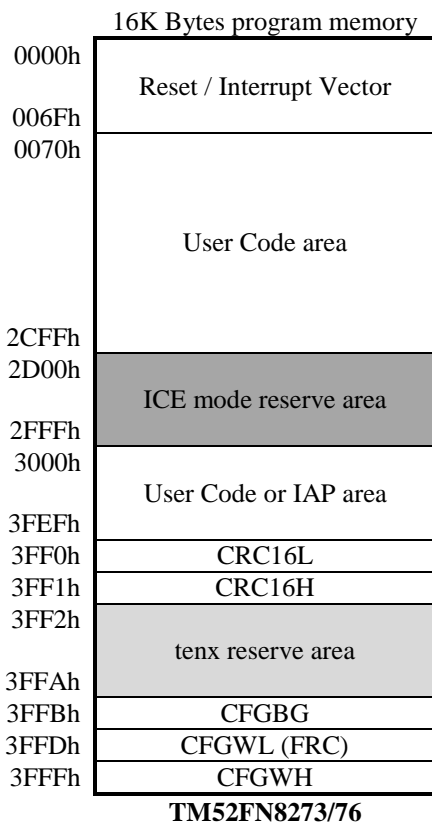 16K Bytes program memory
0000h
Reset / Interrupt Vector
006Fh
0070h
User Code area
2CFFh
2D00h
ICE mode reserve area
2FFFh
3000h
User Code or IAP area
3FEFh
3FF0h CRC16L
3FF1h CRC16H
3FF2h
tenx reserve area
3FFAh
3FFBh CFGBG
3FFDh CFGWL (FRC)
3FFFh CFGWH
TM52FN8273/76